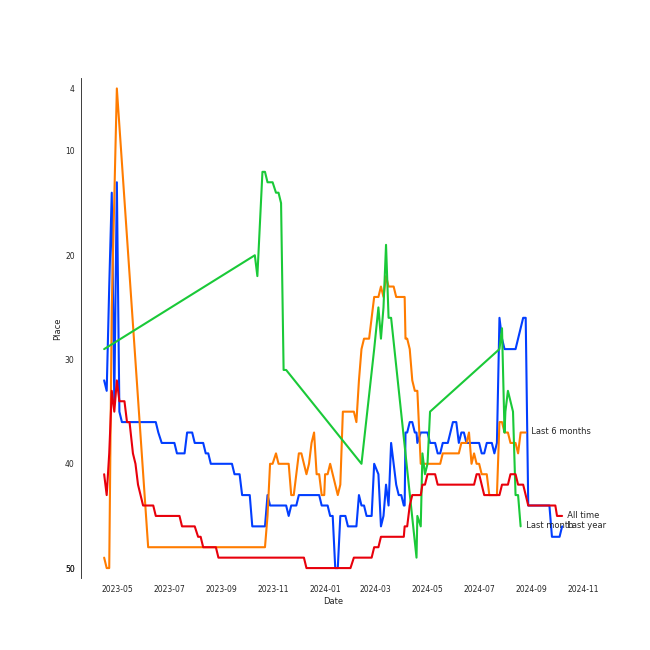 4
10
20
30
40
50
Place
Last 6 months
All time
Last month
Last year
2023-05
2023-07
2023-09
2023-11
2024-01
2024-03
2024-05
2024-07
2024-09
2024-11
Date